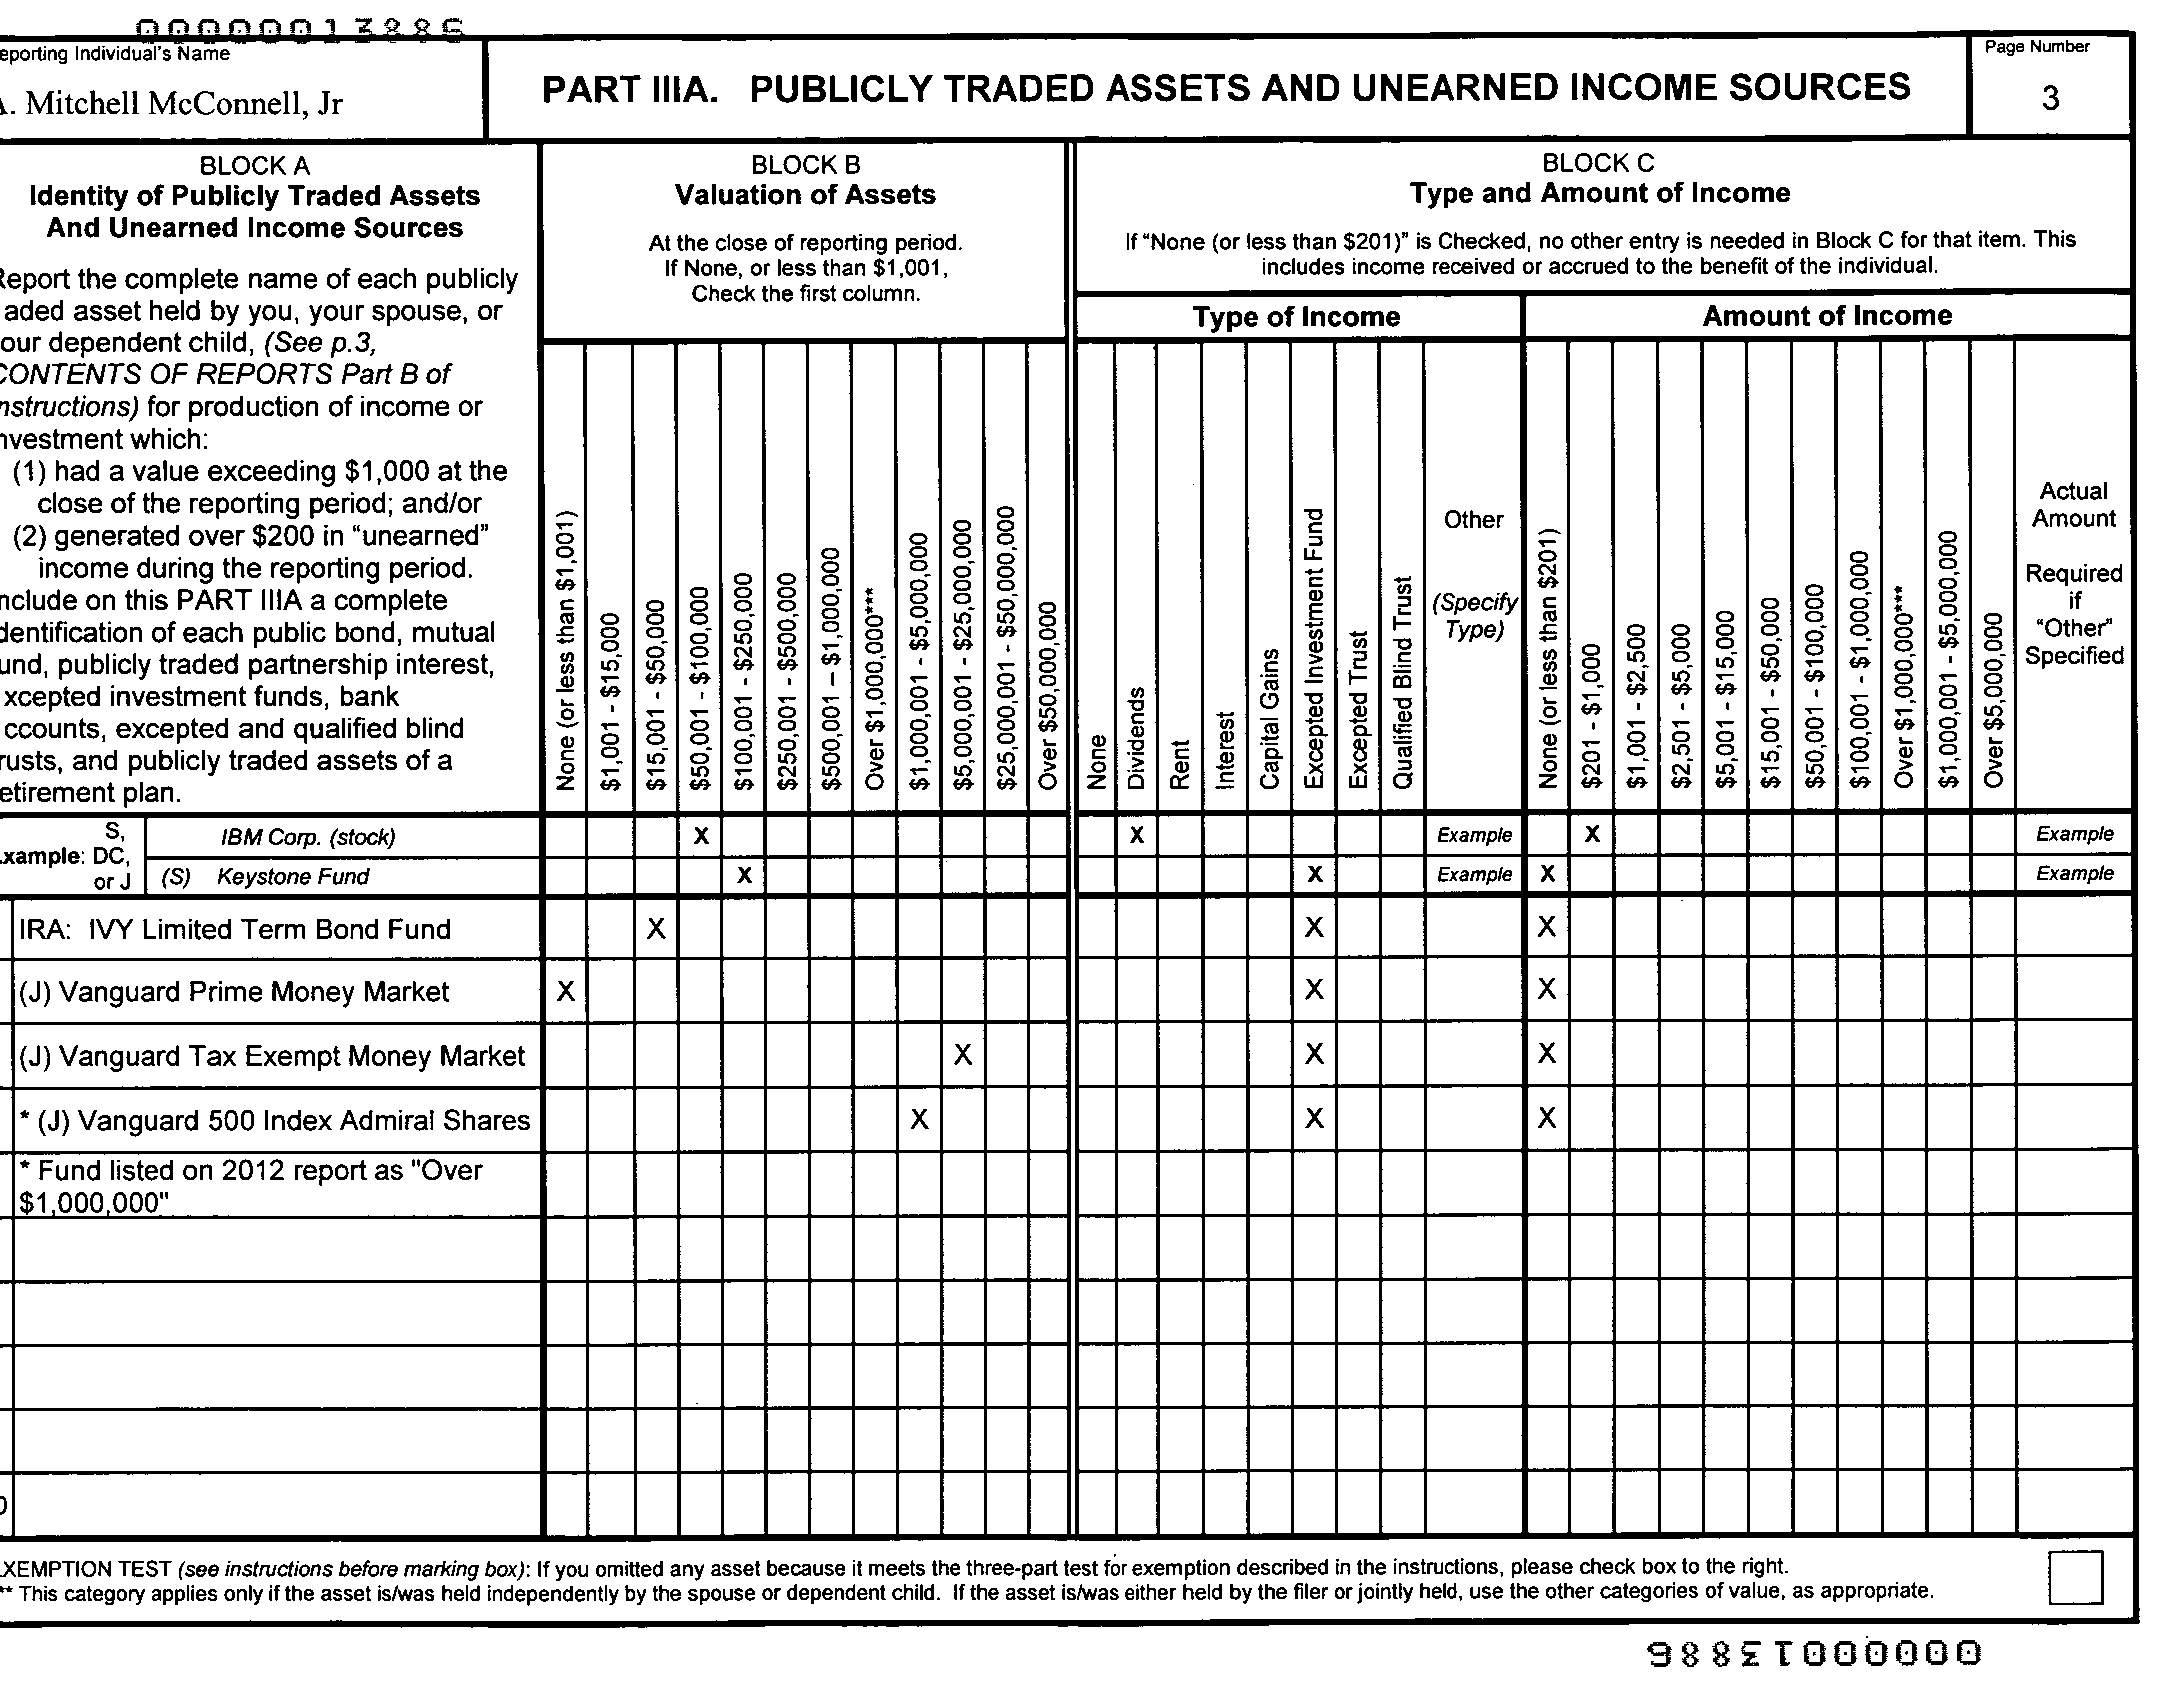 000000013886
eporting Individual's Name
PART IIIA. PUBLICLY TRADED ASSETS AND UNEARNED INCOME SOURCES
Page Number
A. Mitchell McConnell, Jr
3
BLOCK A
Identity of Publicly Traded Assets
And Unearned Income Sources
Report the complete name of each publicly
aded asset held by you, your spouse, or
our dependent child, (See p.3,
CONTENTS OF REPORTS Part B of
nstructions) for production of income or
nvestment which:
(1) had a value exceeding $1,000 at the
close of the reporting period; and/or
(2) generated over $200 in “unearned”
income during the reporting period.
nclude on this PART IIIA a complete
dentification of each public bond, mutual
und, publicly traded partnership interest,
xcepted investment funds, bank
ccounts, excepted and qualified blind
rusts, and publicly traded assets of a
etirement plan.
BLOCK B
Valuation of Assets
At the close of reporting period.
If None, or less than $1,001,
Check the first column.
BLOCK C
Type and Amount of Income
If “None (or less than $201)” is Checked, no other entry is needed in Block C for that item. This
includes income received or accrued to the benefit of the individual.
Type of Income
Amount of Income
None (or less than $1,001)
$1,001 - $15,000
$15,001 - $50,000
$50,001 - $100,000
$100,001 - $250,000
$250,001 - $500,000
$500,001 – $1,000,000
Over $1,000,000***
$1,000,001 - $5,000,000
$5,000,001 - $25,000,000
$25,000,001 - $50,000,000
Over $50,000,000
None
Dividends
Rent
Interest
Capital Gains
Excepted Investment Fund
Excepted Trust
Qualified Blind Trust
Other
(Specify
Type)
None (or less than $201)
$201 - $1,000
$1,001 - $2,500
$2,501 - $5,000
$5,001 - $15,000
$15,001 - $50,000
$50,001 - $100,000
$100,001 - $1,000,000
Over $1,000,000***
$1,000,001 - $5,000,000
Over $5,000,000
Actual
Amount
Required
if
“Other”
Specified
xample:
S,
DC,
or J
IBM Corp. (stock) X X Example X Example
(S) Keystone Fund X X Example X Example
IRA: IVY Limited Term Bond Fund X X X
(J) Vanguard Prime Money Market X X X
(J) Vanguard Tax Exempt Money Market X X X
* (J) Vanguard 500 Index Admiral Shares X X X
* Fund listed on 2012 report as "Over
$1,000,000"
0
XEMPTION TEST (see instructions before marking box): If you omitted any asset because it meets the three-part test for exemption described in the instructions, please check box to the right.
** This category applies only if the asset is/was held independently by the spouse or dependent child. If the asset is/was either held by the filer or jointly held, use the other categories of value, as appropriate.
000000013886